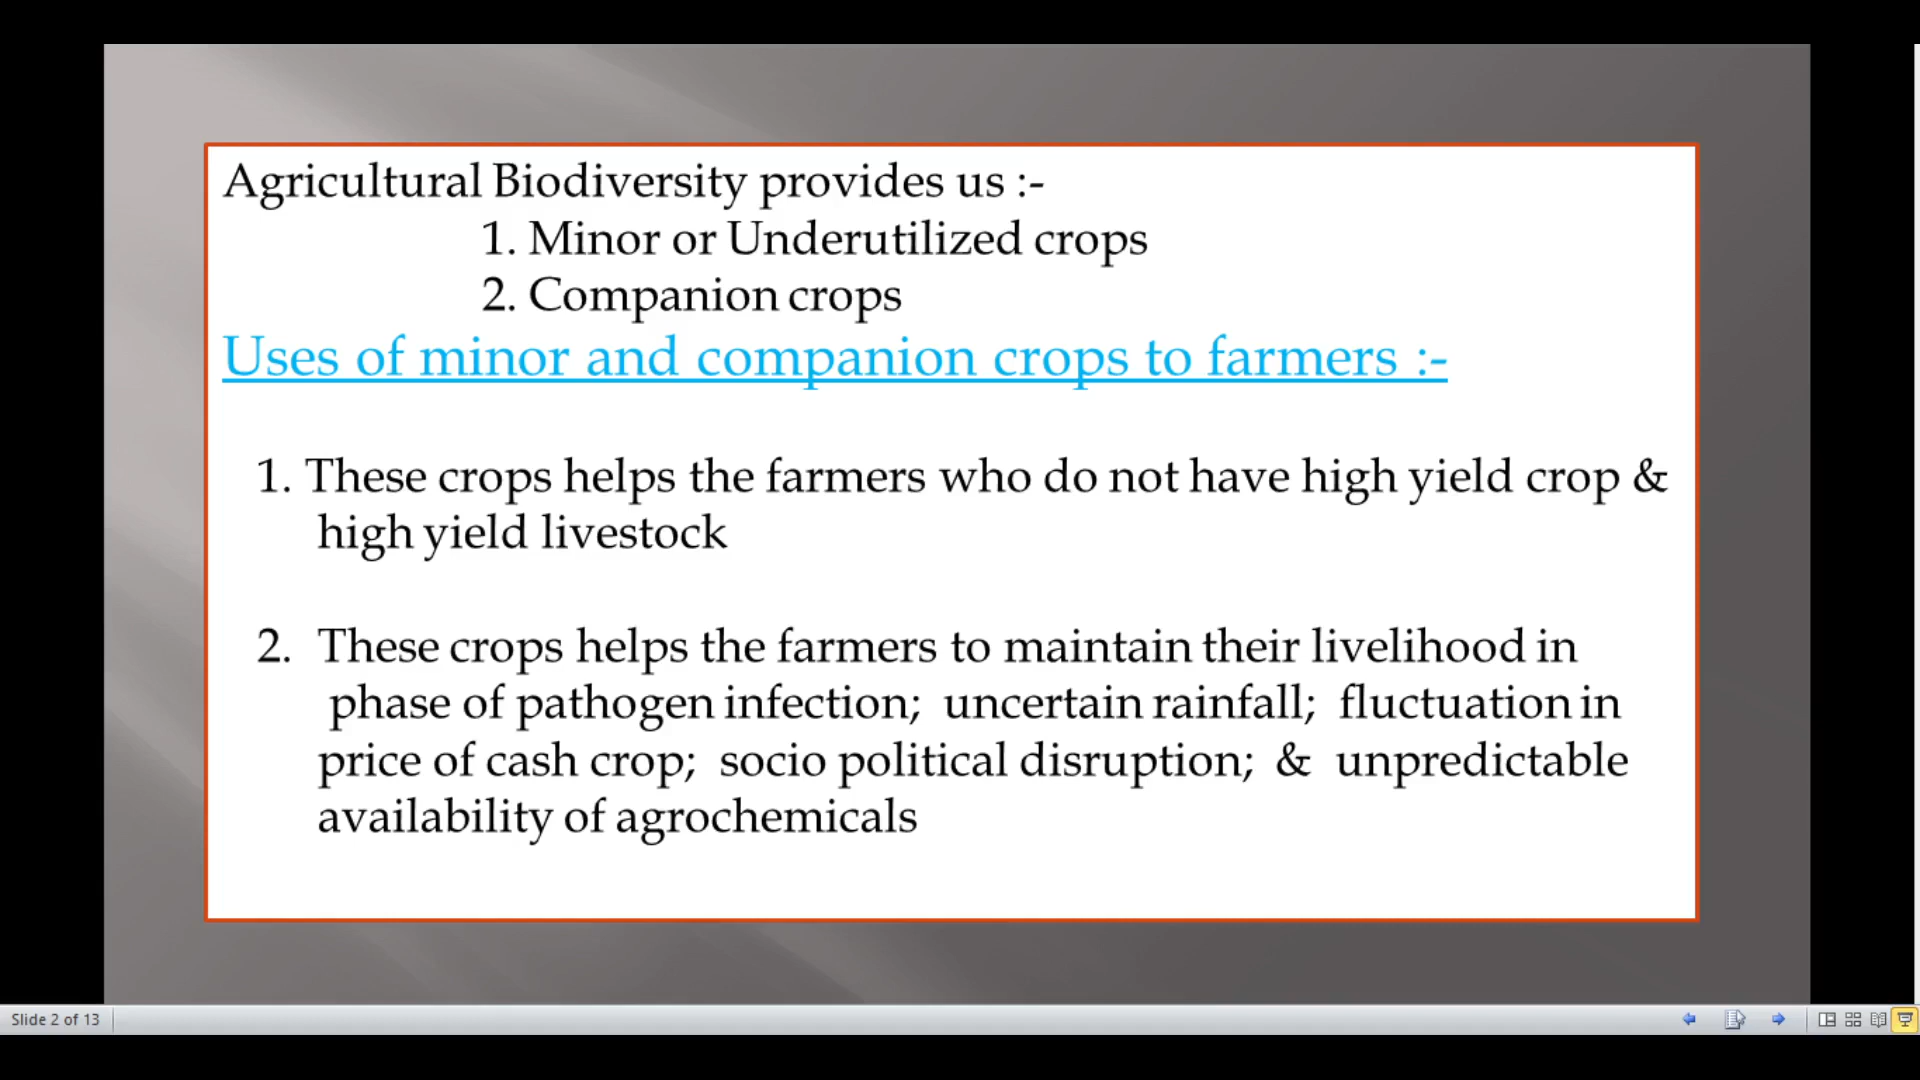 Agricultural Biodiversity provides us :-
1. Minor or Underutilized crops
2. Companion crops
Uses of minor and companion crops to farmers :-
1. These crops helps the farmers who do not have high yield crop &
high yield livestock
2. These crops helps the farmers to maintain their livelihood in
phase of pathogen infection; uncertain rainfall; fluctuation in
price of cash crop; socio political disruption; & unpredictable
availability of agrochemicals
Slide 2 of 13